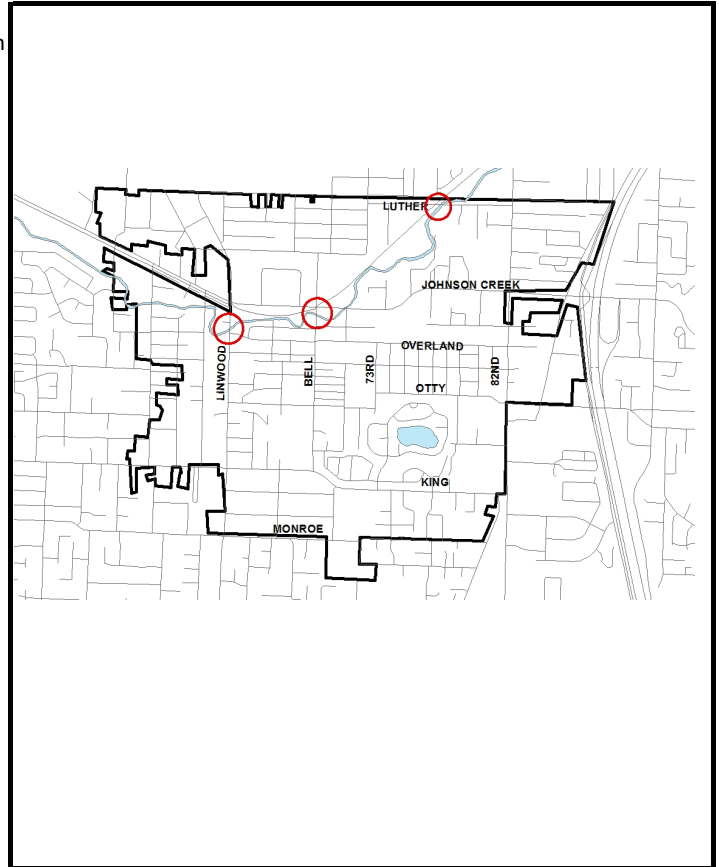 n
LUTHER
JOHNSON CREEK
OVERLAND
LINWOOD
BELL
73RD
82ND
OTTY
KING
MONROE